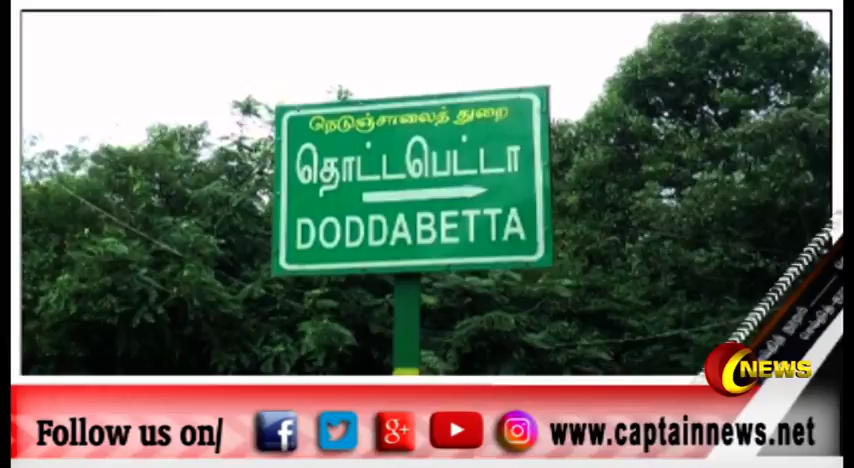 நெடுஞ்சாலைத் துறை
தொட்டபெட்டா
DODDABETTA
C NEWS
Follow us on/
www.captainnews.net